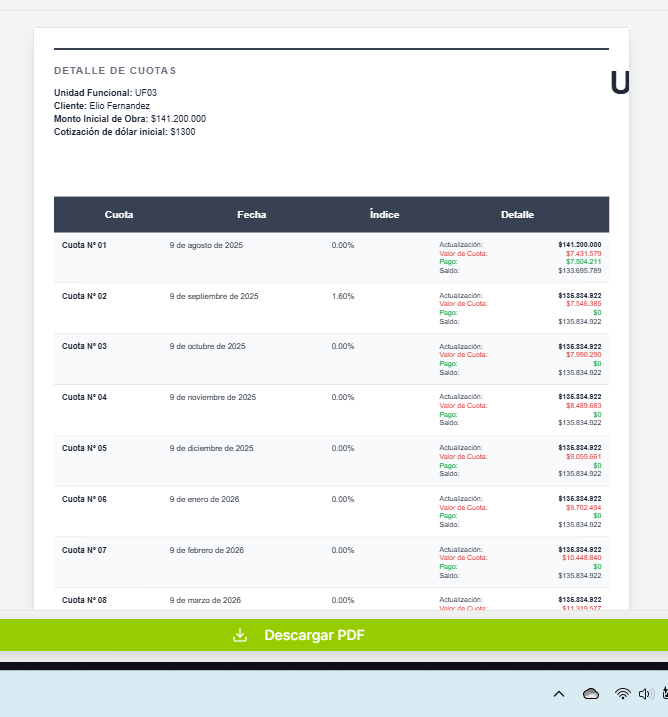 DETALLE DE CUOTAS
U
Unidad Funcional: UF03
Cliente: Elio Fernandez
Monto Inicial de Obra: $141.200.000
Cotización de dólar inicial: $1300
Cuota Fecha Índice Detalle
Cuota Nº 01 9 de agosto de 2025 0.00% Actualización: $141.200.000
Valor de Cuota: $7.431.579
Pago: $7.504.211
Saldo: $133.695.789
Cuota Nº 02 9 de septiembre de 2025 1.60% Actualización: $135.834.922
Valor de Cuota: $7.546.385
Pago: $0
Saldo: $135.834.922
Cuota Nº 03 9 de octubre de 2025 0.00% Actualización: $135.834.922
Valor de Cuota: $7.990.290
Pago: $0
Saldo: $135.834.922
Cuota Nº 04 9 de noviembre de 2025 0.00% Actualización: $135.834.922
Valor de Cuota: $8.489.683
Pago: $0
Saldo: $135.834.922
Cuota Nº 05 9 de diciembre de 2025 0.00% Actualización: $135.834.922
Valor de Cuota: $9.055.661
Pago: $0
Saldo: $135.834.922
Cuota Nº 06 9 de enero de 2026 0.00% Actualización: $135.834.922
Valor de Cuota: $9.702.494
Pago: $0
Saldo: $135.834.922
Cuota Nº 07 9 de febrero de 2026 0.00% Actualización: $135.834.922
Valor de Cuota: $10.448.840
Pago: $0
Saldo: $135.834.922
Cuota Nº 08 9 de marzo de 2026 0.00% Actualización: $135.834.922
Valor de Cuota: $11.319.577
Descargar PDF